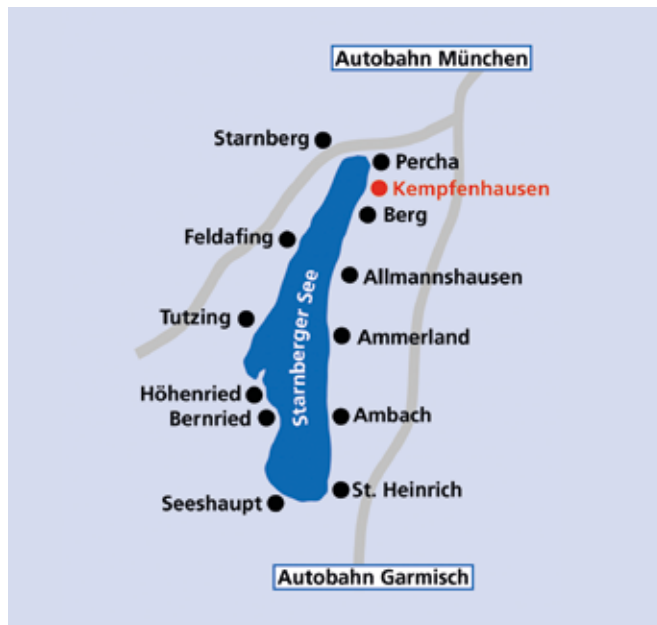 Autobahn München
Starnberg
Percha
Kempfenhausen
Berg
Feldafing
Allmannshausen
Starnberger See
Tutzing
Ammerland
Höhenried
Bernried
Ambach
St. Heinrich
Seeshaupt
Autobahn Garmisch